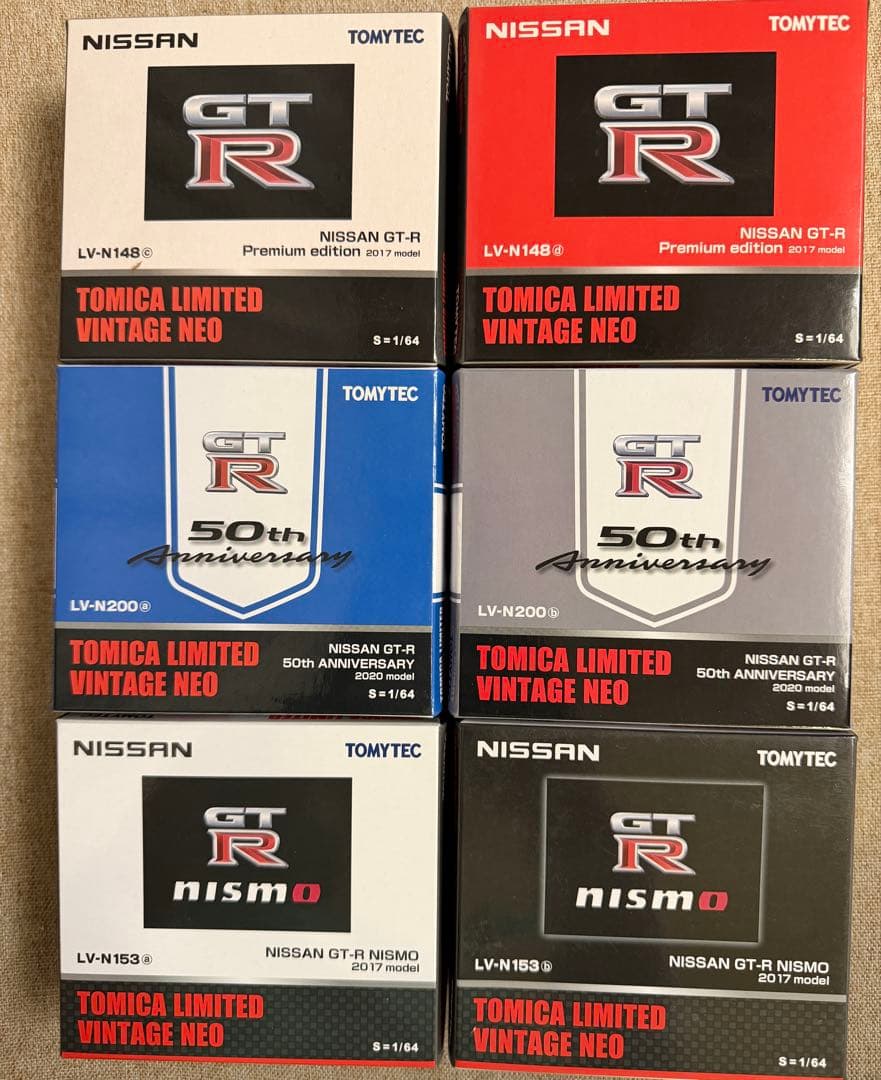 NISSAN
TOMYTEC
GT
R
NISSAN GT-R
LV-N148ⓒ
Premium edition 2017 model
TOMICA LIMITED
VINTAGE NEO
S=1/64
NISSAN
TOMYTEC
GT
R
NISSAN GT-R
LV-N148ⓓ
Premium edition 2017 model
TOMICA LIMITED
VINTAGE NEO
S=1/64
TOMYTEC
GT
R
50th
Anniversary
LV-N200ⓐ
TOMICA LIMITED
VINTAGE NEO
NISSAN GT-R
50th ANNIVERSARY
2020 model
S=1/64
TOMYTEC
GT
R
50th
Anniversary
LV-N200ⓑ
TOMICA LIMITED
VINTAGE NEO
NISSAN GT-R
50th ANNIVERSARY
2020 model
S=1/64
NISSAN
TOMYTEC
GT
R
nismo
LV-N153ⓐ
NISSAN GT-R NISMO
2017 model
TOMICA LIMITED
VINTAGE NEO
S=1/64
NISSAN
TOMYTEC
GT
R
nismo
LV-N153ⓑ
NISSAN GT-R NISMO
2017 model
TOMICA LIMITED
VINTAGE NEO
S=1/64